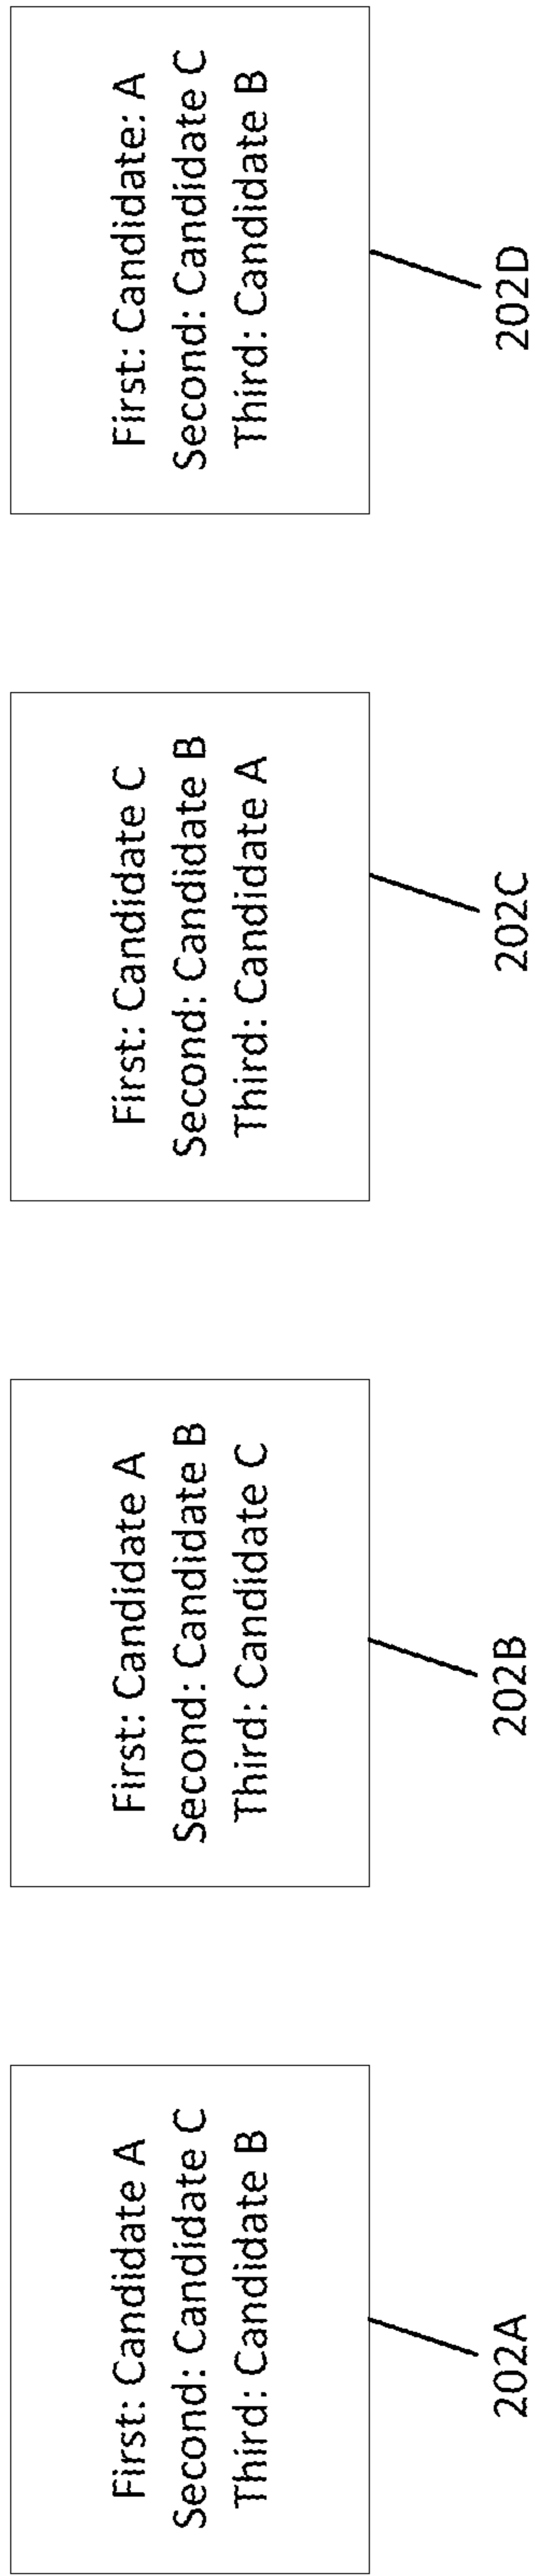 First: Candidate A
Second: Candidate C
Third: Candidate B
202A
First: Candidate A
Second: Candidate B
Third: Candidate C
202B
First: Candidate C
Second: Candidate B
Third: Candidate A
202C
First: Candidate: A
Second: Candidate C
Third: Candidate B
202D